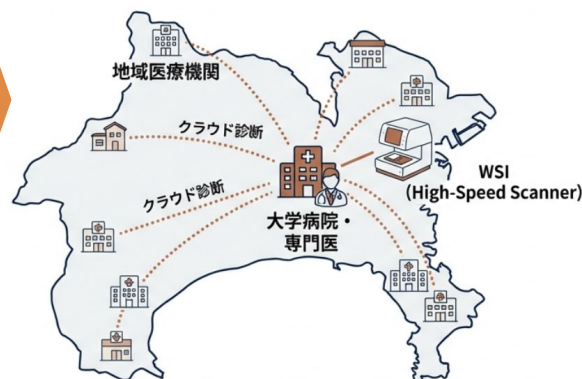 地域医療機関
クラウド診断
クラウド診断
大学病院・
専門医
WSI
(High-Speed Scanner)